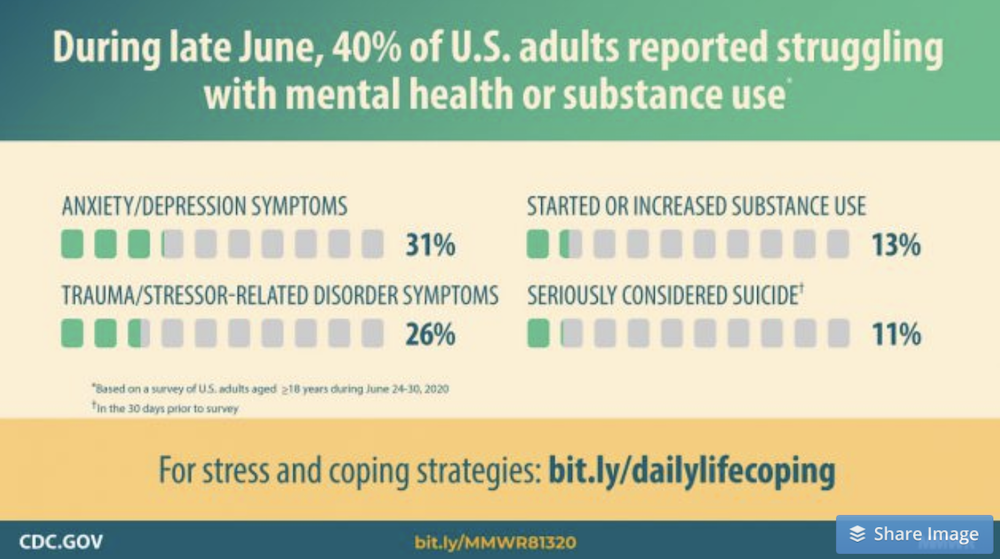 During late June, 40% of U.S. adults reported struggling
with mental health or substance use*
ANXIETY/DEPRESSION SYMPTOMS
31%
STARTED OR INCREASED SUBSTANCE USE
13%
TRAUMA/STRESSOR-RELATED DISORDER SYMPTOMS
26%
SERIOUSLY CONSIDERED SUICIDE†
11%
*Based on a survey of U.S. adults aged ≥18 years during June 24-30, 2020
†In the 30 days prior to survey
For stress and coping strategies: bit.ly/dailylifecoping
CDC.GOV
bit.ly/MMWR81320
Share Image